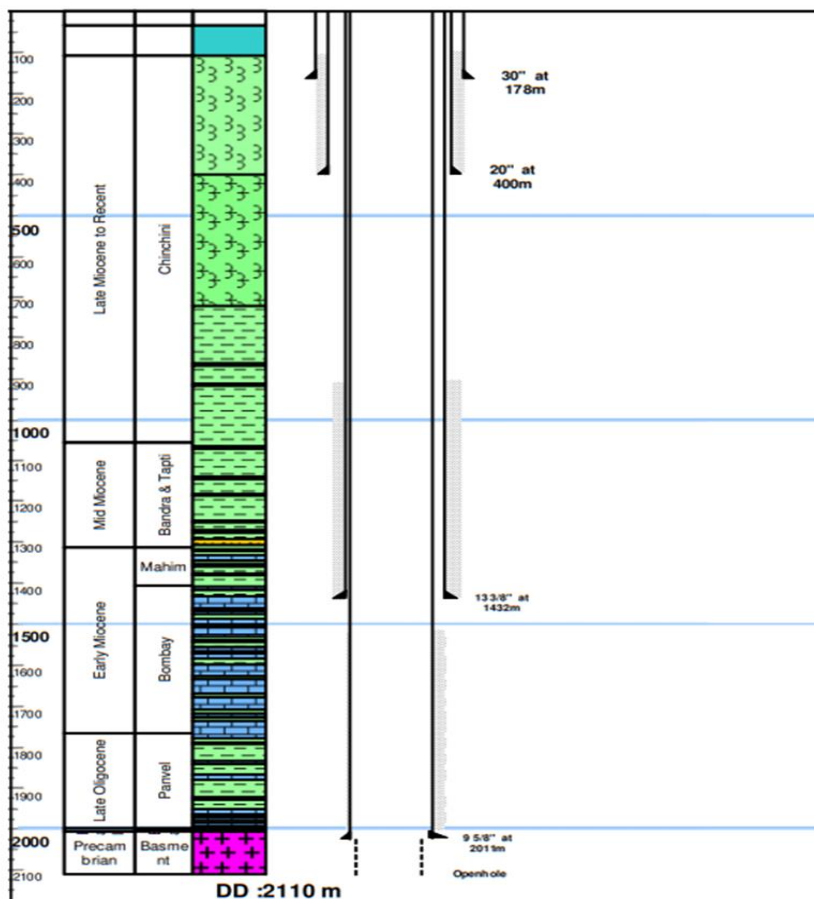 100
200
300
400
500
600
700
800
900
1000
1100
1200
1300
1400
1500
1600
1700
1800
1900
2000
2100
Late Miocene to Recent
Mid Miocene
Early Miocene
Late Oligocene
Precam
brian
Chinchini
Bandra & Tapti
Mahim
Bombay
Panvel
Basme
nt
30" at
178m
20" at
400m
13 3/8" at
1432m
9 5/8" at
2011m
Openhole
DD :2110 m